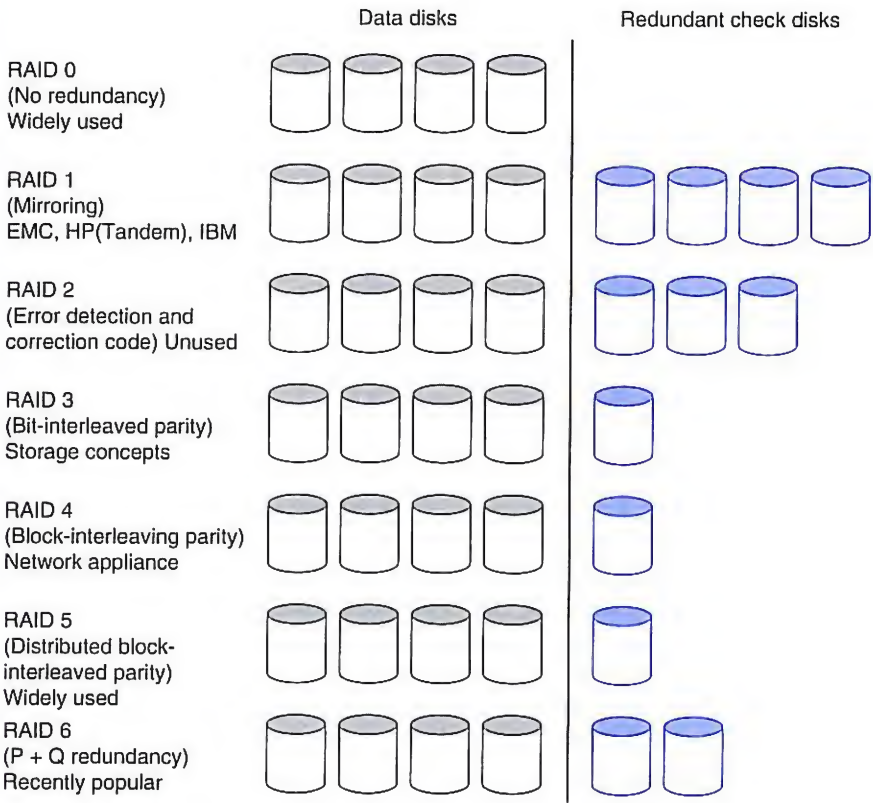 Data disks
Redundant check disks
RAID 0
(No redundancy)
Widely used
RAID 1
(Mirroring)
EMC, HP(Tandem), IBM
RAID 2
(Error detection and
correction code) Unused
RAID 3
(Bit-interleaved parity)
Storage concepts
RAID 4
(Block-interleaving parity)
Network appliance
RAID 5
(Distributed block-
interleaved parity)
Widely used
RAID 6
(P + Q redundancy)
Recently popular